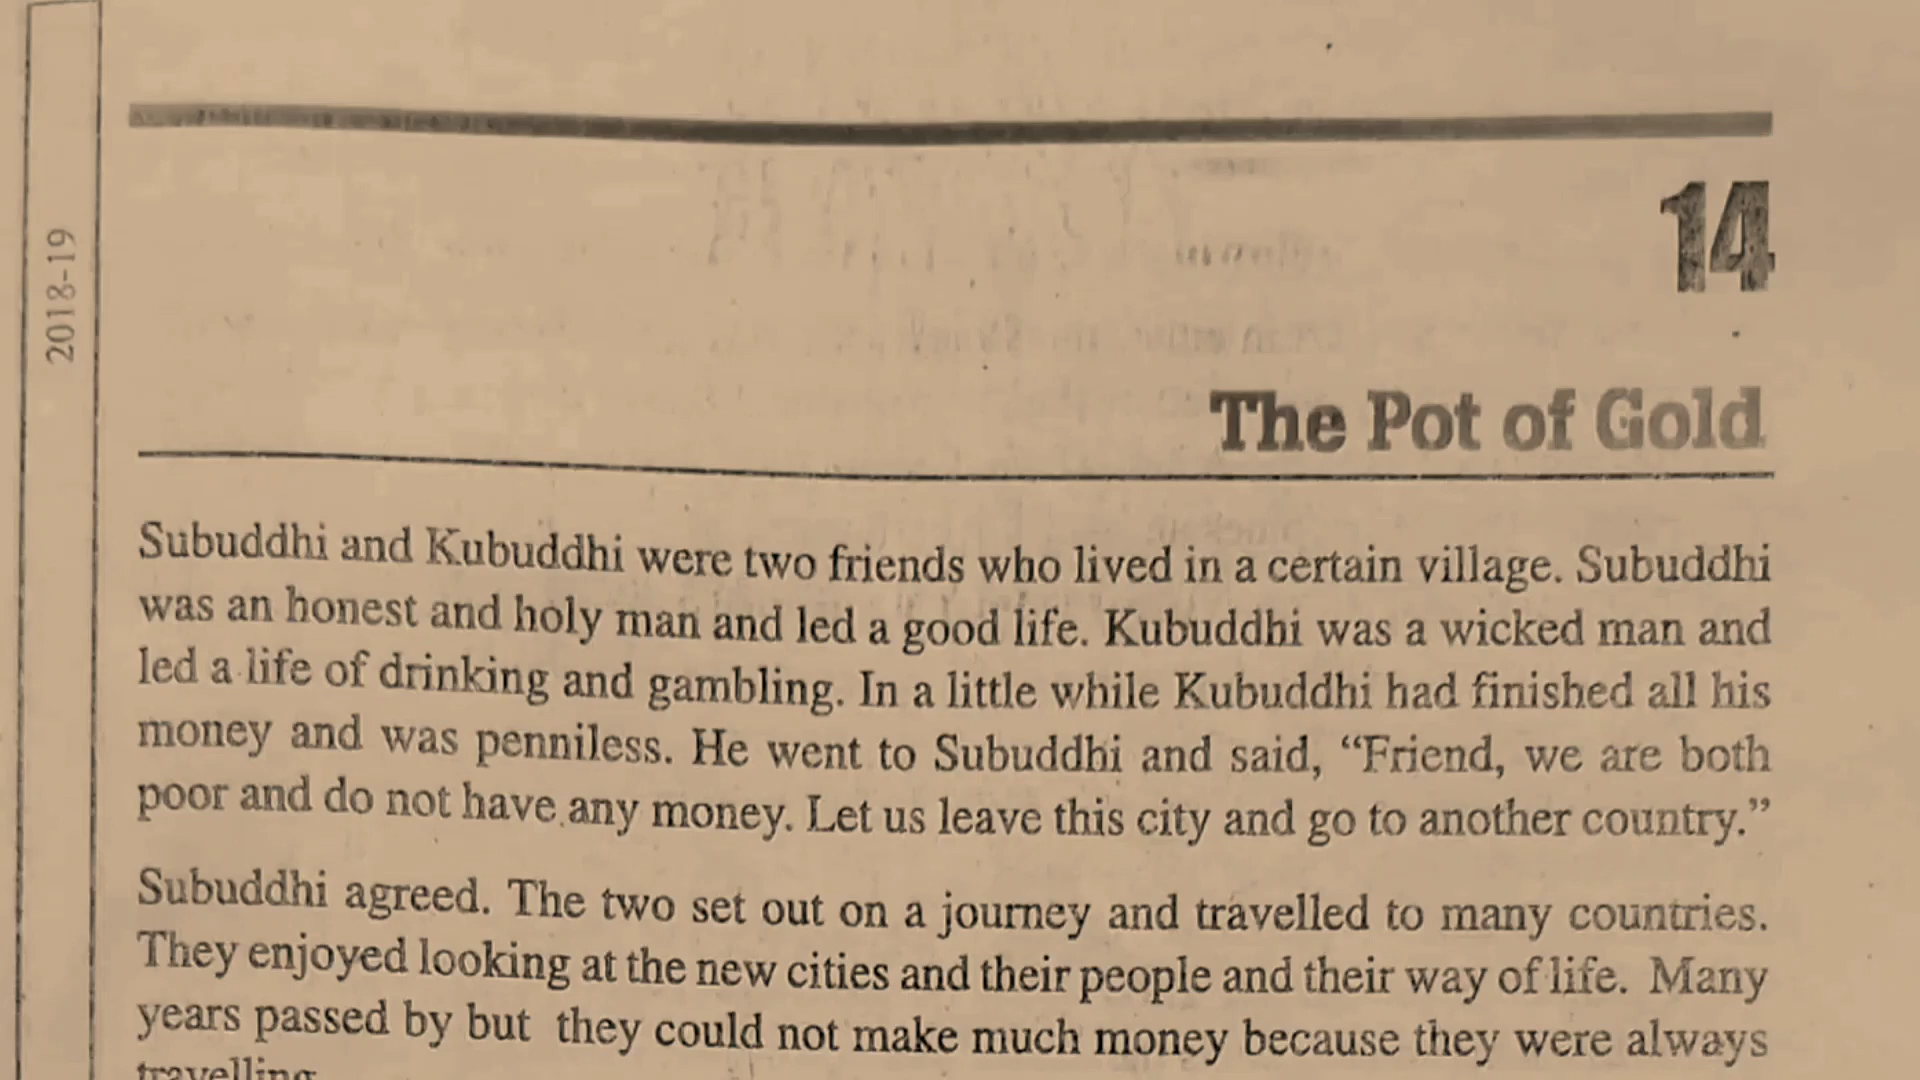 2018-19
14
The Pot of Gold
Subuddhi and Kubuddhi were two friends who lived in a certain village. Subuddhi
was an honest and holy man and led a good life. Kubuddhi was a wicked man and
led a life of drinking and gambling. In a little while Kubuddhi had finished all his
money and was penniless. He went to Subuddhi and said, “Friend, we are both
poor and do not have any money. Let us leave this city and go to another country.”
Subuddhi agreed. The two set out on a journey and travelled to many countries.
They enjoyed looking at the new cities and their people and their way of life. Many
years passed by but they could not make much money because they were always
travelling